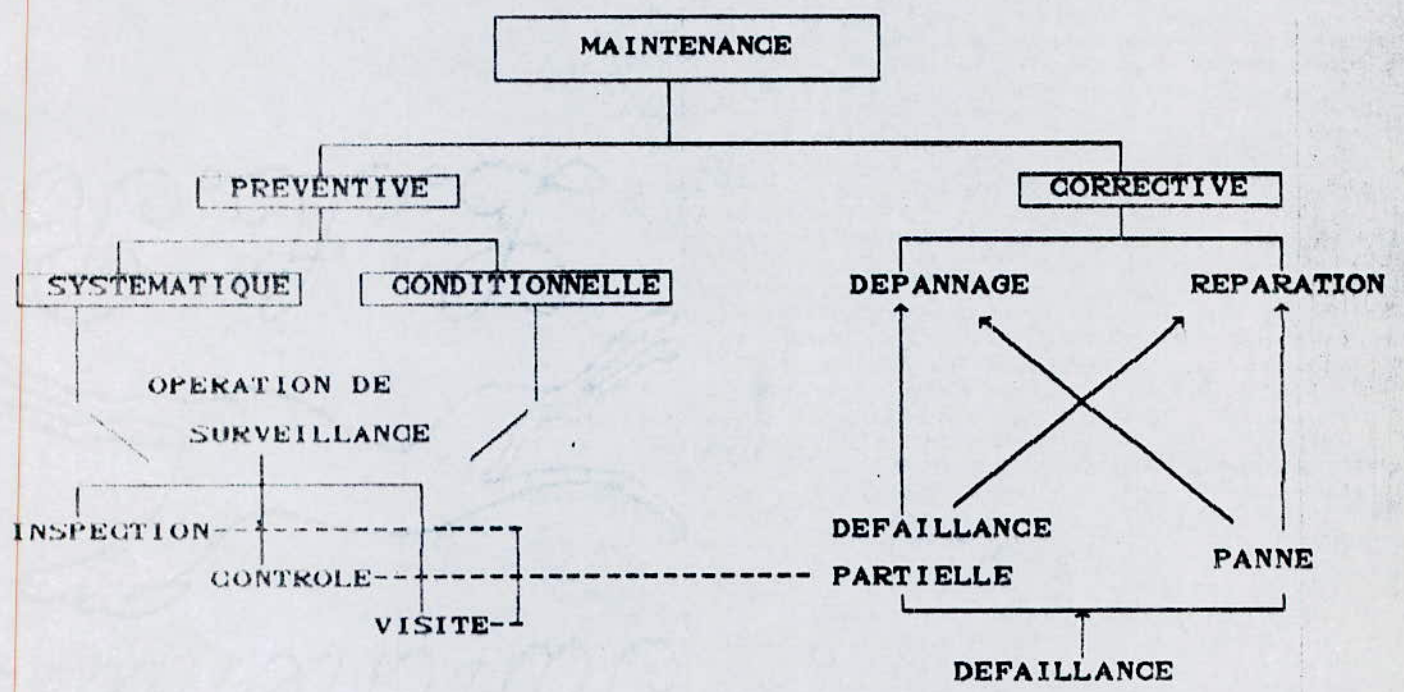 MAINTENANCE
PREVENTIVE
CORRECTIVE
SYSTEMATIQUE
CONDITIONNELLE
DEPANNAGE
REPARATION
OPERATION DE
SURVEILLANCE
INSPECTION
CONTROLE
VISITE
DEFAILLANCE
PARTIELLE
PANNE
DEFAILLANCE